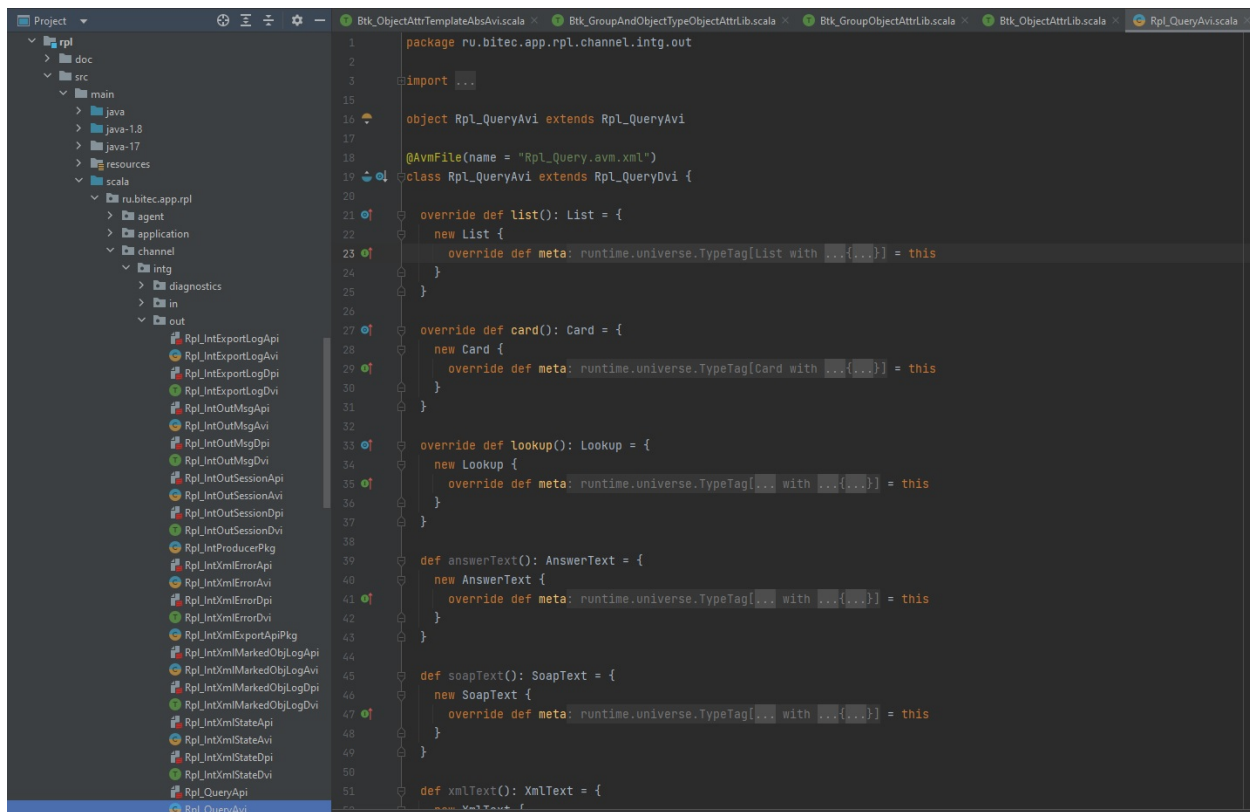 Project
rpl
doc
src
main
java
java-1.8
java-17
resources
scala
ru.bitec.app.rpl
agent
application
channel
intg
diagnostics
in
out
Rpl_IntExportLogApi
Rpl_IntExportLogAvi
Rpl_IntExportLogDpi
Rpl_IntExportLogDvi
Rpl_IntOutMsgApi
Rpl_IntOutMsgAvi
Rpl_IntOutMsgDpi
Rpl_IntOutMsgDvi
Rpl_IntOutSessionApi
Rpl_IntOutSessionAvi
Rpl_IntOutSessionDpi
Rpl_IntOutSessionDvi
Rpl_IntProducerPkg
Rpl_IntXmlErrorApi
Rpl_IntXmlErrorAvi
Rpl_IntXmlErrorDpi
Rpl_IntXmlErrorDvi
Rpl_IntXmlExportApiPkg
Rpl_IntXmlMarkedObjLogApi
Rpl_IntXmlMarkedObjLogAvi
Rpl_IntXmlMarkedObjLogDpi
Rpl_IntXmlMarkedObjLogDvi
Rpl_IntXmlStateApi
Rpl_IntXmlStateAvi
Rpl_IntXmlStateDpi
Rpl_IntXmlStateDvi
Rpl_QueryApi
Rpl_QueryAvi
Btk_ObjectAttrTemplateAbsAvi.scala Btk_GroupAndObjectTypeObjectAttrLib.scala Btk_GroupObjectAttrLib.scala Btk_ObjectAttrLib.scala Rpl_QueryAvi.scala
1 package ru.bitec.app.rpl.channel.intg.out
2
3 import ...
15
16 object Rpl_QueryAvi extends Rpl_QueryAvi
17
18 @AvmFile(name = "Rpl_Query.avm.xml")
19 class Rpl_QueryAvi extends Rpl_QueryDvi {
20
21 override def list(): List = {
22 new List {
23 override def meta: runtime.universe.TypeTag[List with ...{...}] = this
24 }
25 }
26
27 override def card(): Card = {
28 new Card {
29 override def meta: runtime.universe.TypeTag[Card with ...{...}] = this
30 }
31 }
32
33 override def lookup(): Lookup = {
34 new Lookup {
35 override def meta: runtime.universe.TypeTag[... with ...{...}] = this
36 }
37 }
38
39 def answerText(): AnswerText = {
40 new AnswerText {
41 override def meta: runtime.universe.TypeTag[... with ...{...}] = this
42 }
43 }
44
45 def soapText(): SoapText = {
46 new SoapText {
47 override def meta: runtime.universe.TypeTag[... with ...{...}] = this
48 }
49 }
50
51 def xmlText(): XmlText = {
52 new XmlText {